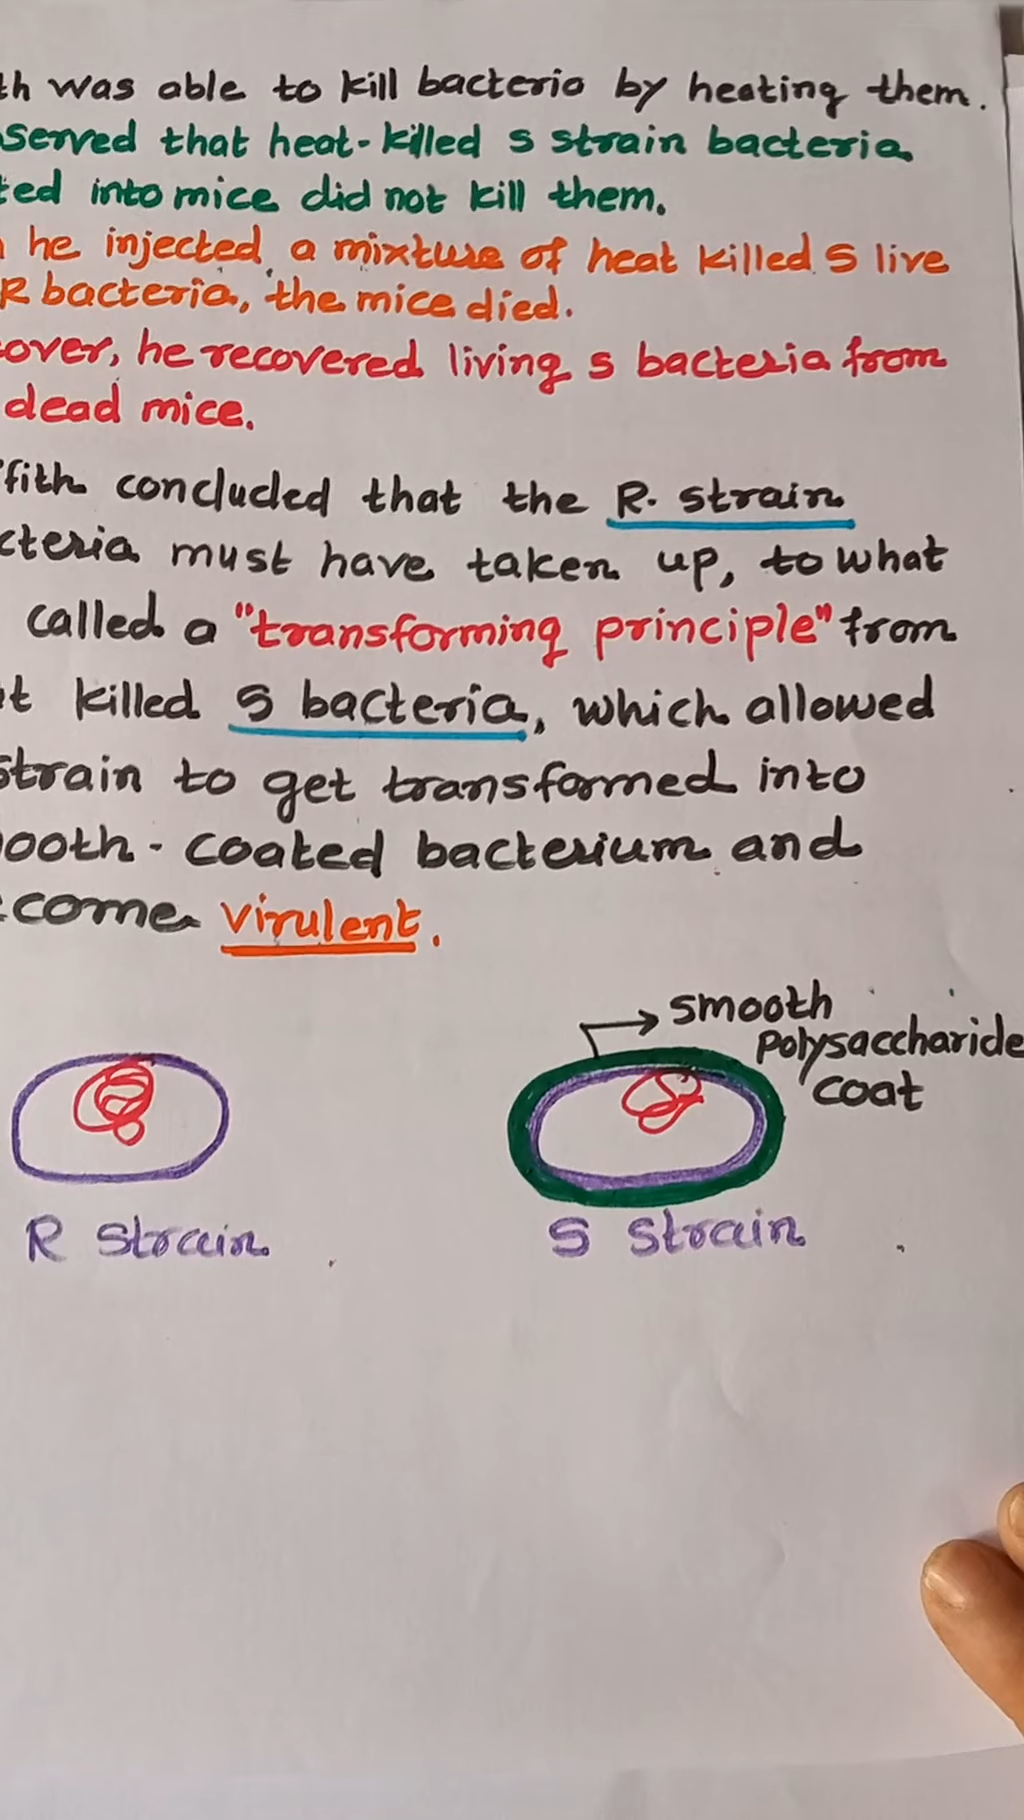 th was able to kill bacteria by heating them.
served that heat-killed s strain bacteria
ted into mice did not kill them.
he injected a mixture of heat killed S live
R bacteria, the mice died.
over, he recovered living s bacteria from
dead mice.
ffith concluded that the R. strain
cteria must have taken up, to what
called a "transforming principle" from
t killed S bacteria, which allowed
strain to get transformed into
ooth - coated bacterium and
come virulent.
smooth
polysaccharide
coat
R strain
S strain